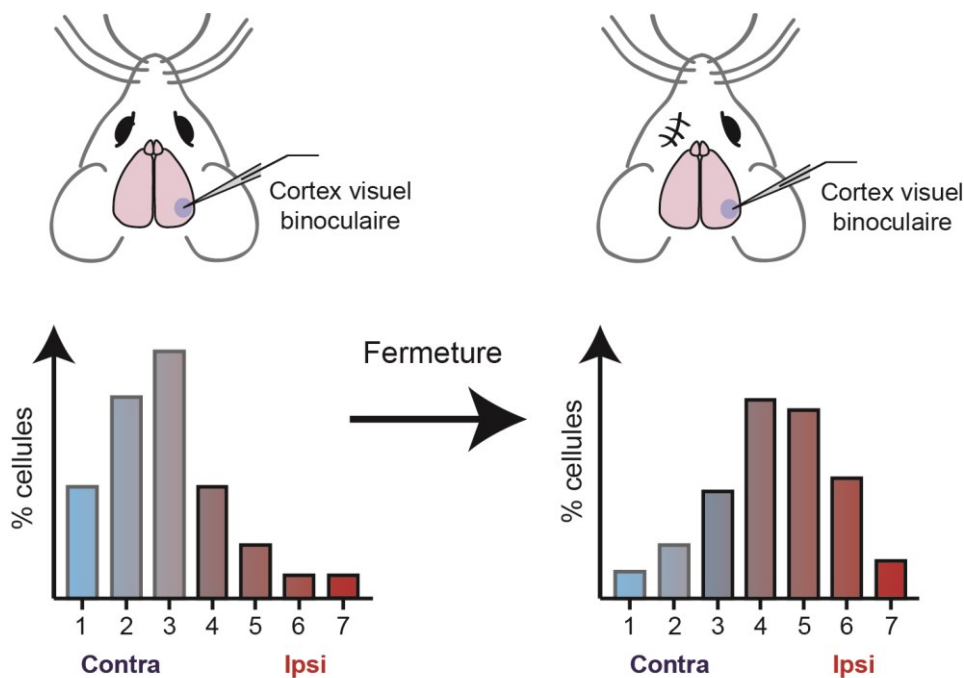 Cortex visuel
binoculaire
Cortex visuel
binoculaire
% cellules
1 2 3 4 5 6 7
Contra Ipsi
Fermeture
% cellules
1 2 3 4 5 6 7
Contra Ipsi